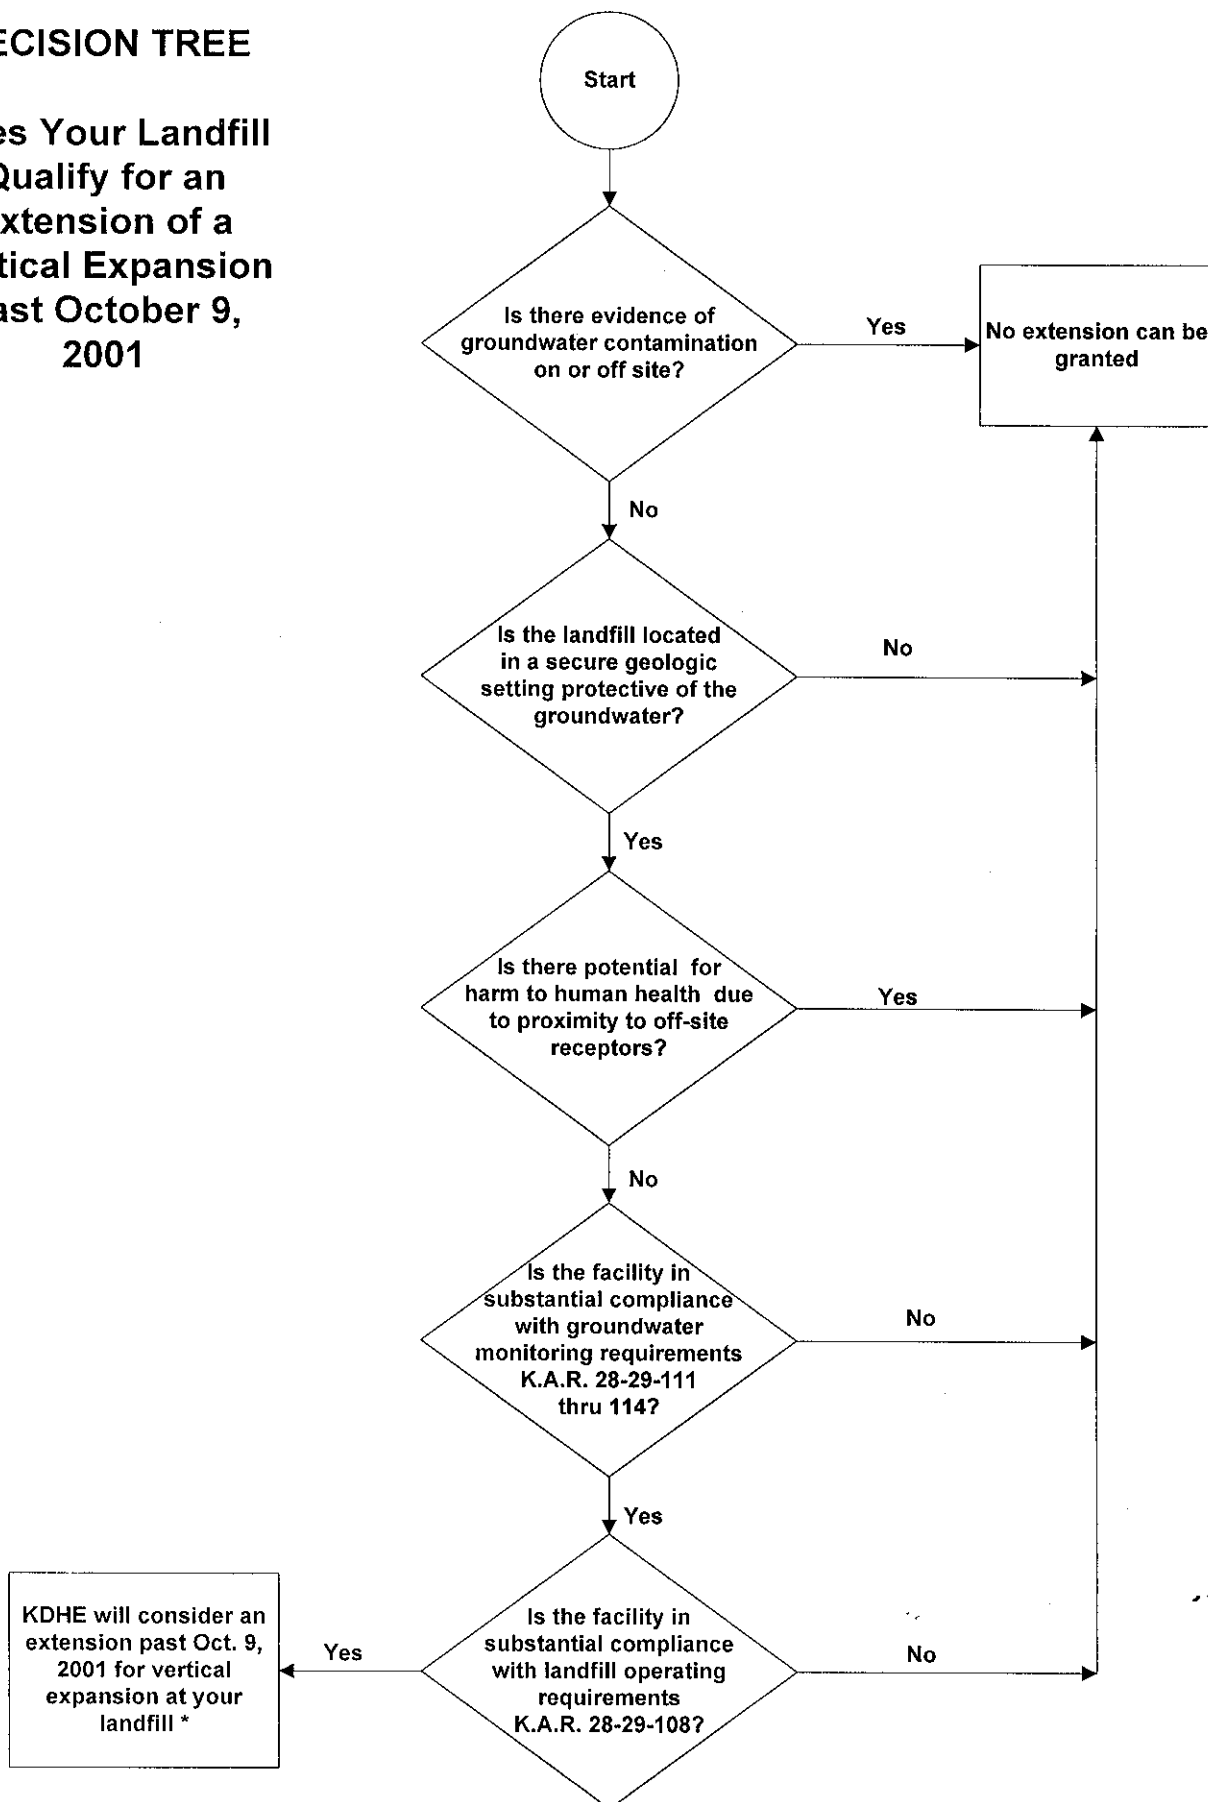 ECISION TREE
es Your Landfill
Qualify for an
xtension of a
tical Expansion
ast October 9,
2001
Start
Is there evidence of
groundwater contamination
on or off site?
Yes
No extension can be
granted
No
Is the landfill located
in a secure geologic
setting protective of the
groundwater?
No
Yes
Is there potential for
harm to human health due
to proximity to off-site
receptors?
Yes
No
Is the facility in
substantial compliance
with groundwater
monitoring requirements
K.A.R. 28-29-111
thru 114?
No
Yes
Is the facility in
substantial compliance
with landfill operating
requirements
K.A.R. 28-29-108?
No
Yes
KDHE will consider an
extension past Oct. 9,
2001 for vertical
expansion at your
landfill *